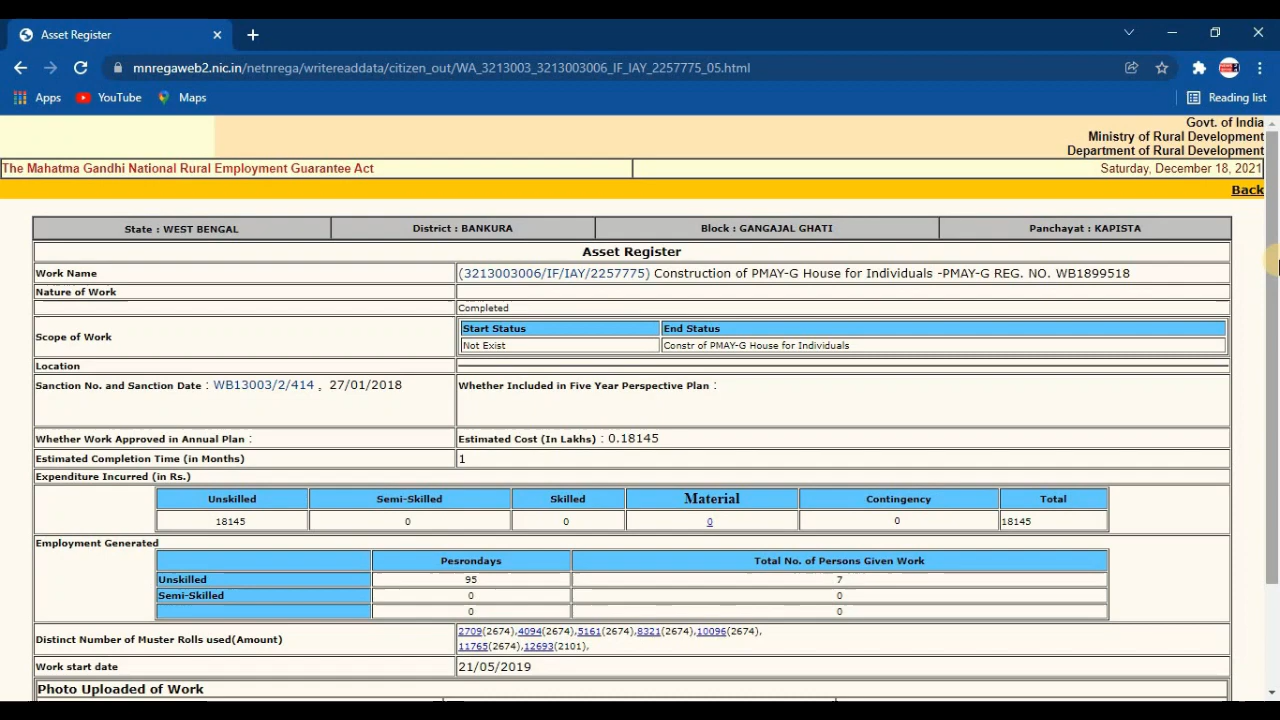 Asset Register
mnregaweb2.nic.in/netnrega/writereaddata/citizen_out/WA_3213003_3213003006_IF_IAY_2257775_05.html
Apps YouTube Maps Reading list
Govt. of India
Ministry of Rural Development
Department of Rural Development
The Mahatma Gandhi National Rural Employment Guarantee Act Saturday, December 18, 2021
Back
State : WEST BENGAL District : BANKURA Block : GANGAJAL GHATI Panchayat : KAPISTA
Asset Register
Work Name (3213003006/IF/IAY/2257775) Construction of PMAY-G House for Individuals -PMAY-G REG. NO. WB1899518
Nature of Work
Completed
Scope of Work
Start Status End Status
Not Exist Constr of PMAY-G House for Individuals
Location
Sanction No. and Sanction Date : WB13003/2/414 , 27/01/2018 Whether Included in Five Year Perspective Plan :
Whether Work Approved in Annual Plan : Estimated Cost (In Lakhs) : 0.18145
Estimated Completion Time (in Months) 1
Expenditure Incurred (in Rs.)
Unskilled Semi-Skilled Skilled Material Contingency Total
18145 0 0 0 0 18145
Employment Generated
Pesrondays Total No. of Persons Given Work
Unskilled 95 7
Semi-Skilled 0 0
0 0
Distinct Number of Muster Rolls used(Amount) 2709(2674),4094(2674),5161(2674),8321(2674),10096(2674),
11765(2674),12693(2101),
Work start date 21/05/2019
Photo Uploaded of Work